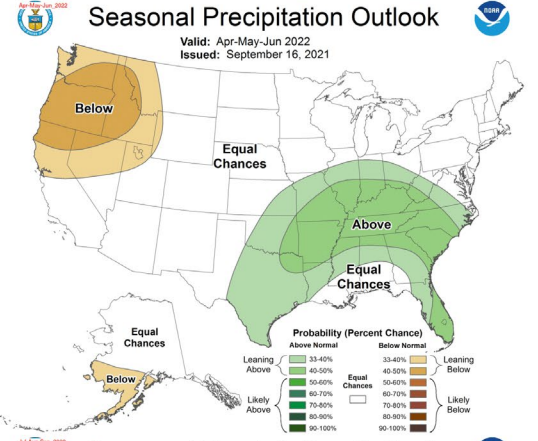 Apr-May-Jun_2022
Seasonal Precipitation Outlook
NOAA
Valid: Apr-May-Jun 2022
Issued: September 16, 2021
Below
Equal
Chances
Above
Equal
Chances
Equal
Chances
Below
Probability (Percent Chance)
Above Normal
Below Normal
Leaning
Above
33-40%
40-50%
Likely
Above
50-60%
60-70%
70-80%
80-90%
90-100%
Equal
Chances
33-40%
40-50%
Leaning
Below
50-60%
60-70%
70-80%
80-90%
90-100%
Likely
Below